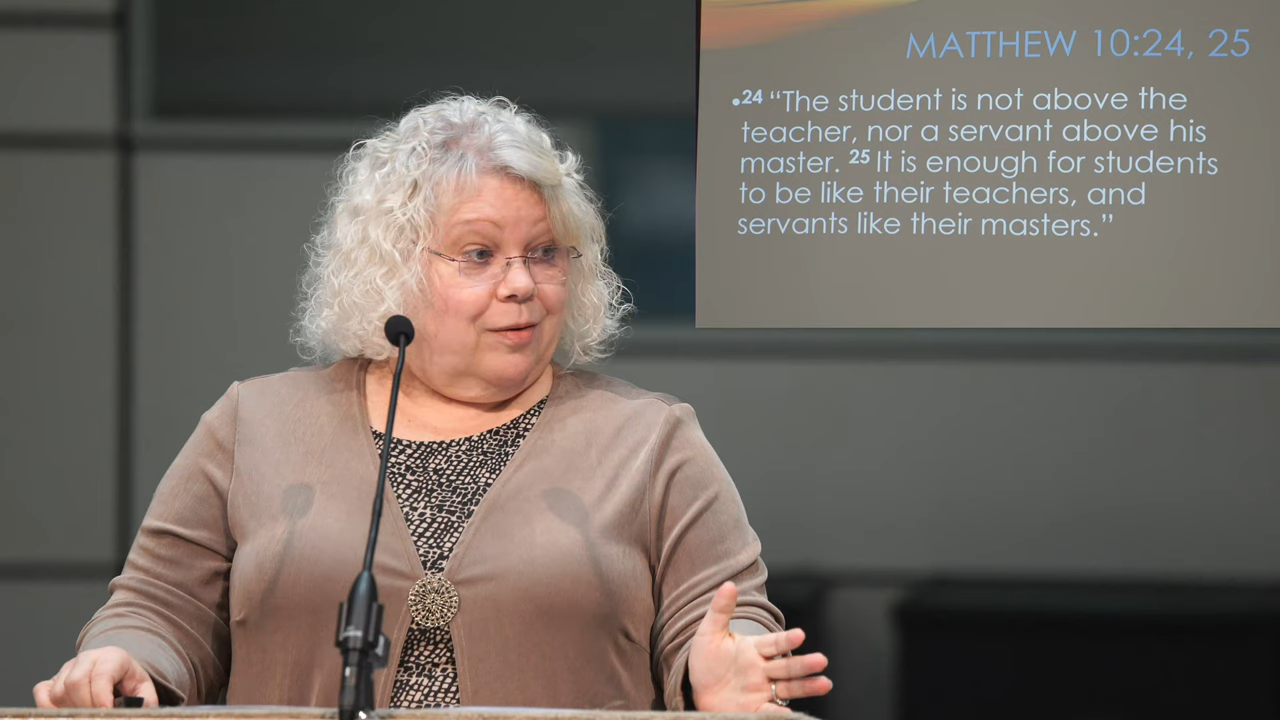 MATTHEW 10:24, 25
•24 “The student is not above the
teacher, nor a servant above his
master. 25 It is enough for students
to be like their teachers, and
servants like their masters.”